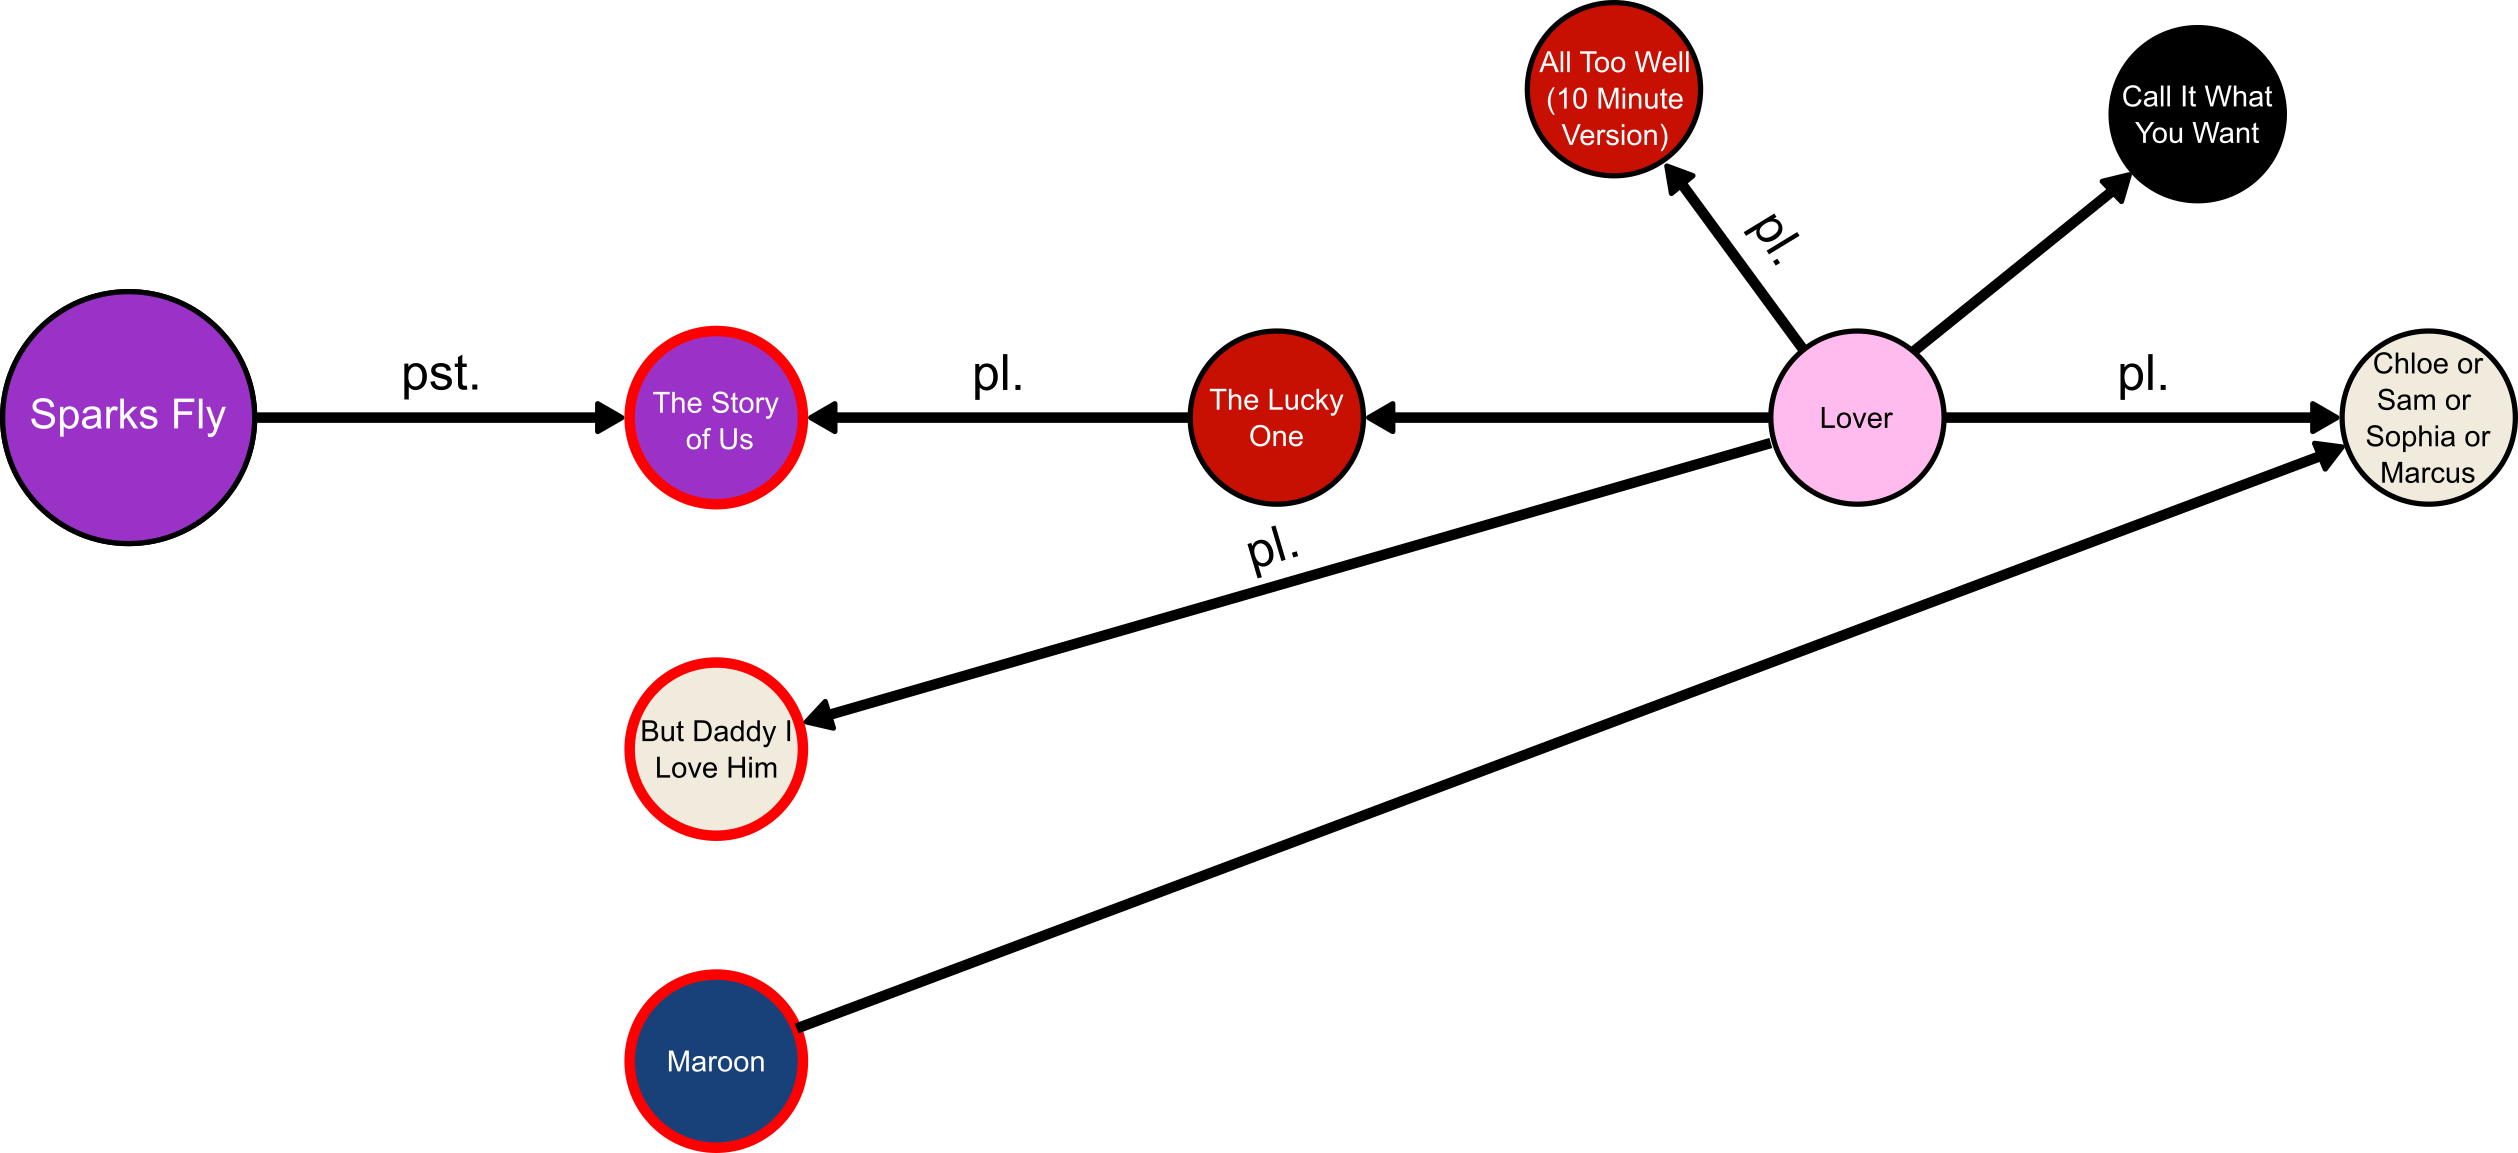 All Too Well
(10 Minute
Version)
Call It What
You Want
pl.
Sparks Fly
pst.
The Story
of Us
pl.
The Lucky
One
Lover
pl.
Chloe or
Sam or
Sophia or
Marcus
pl.
But Daddy I
Love Him
Maroon